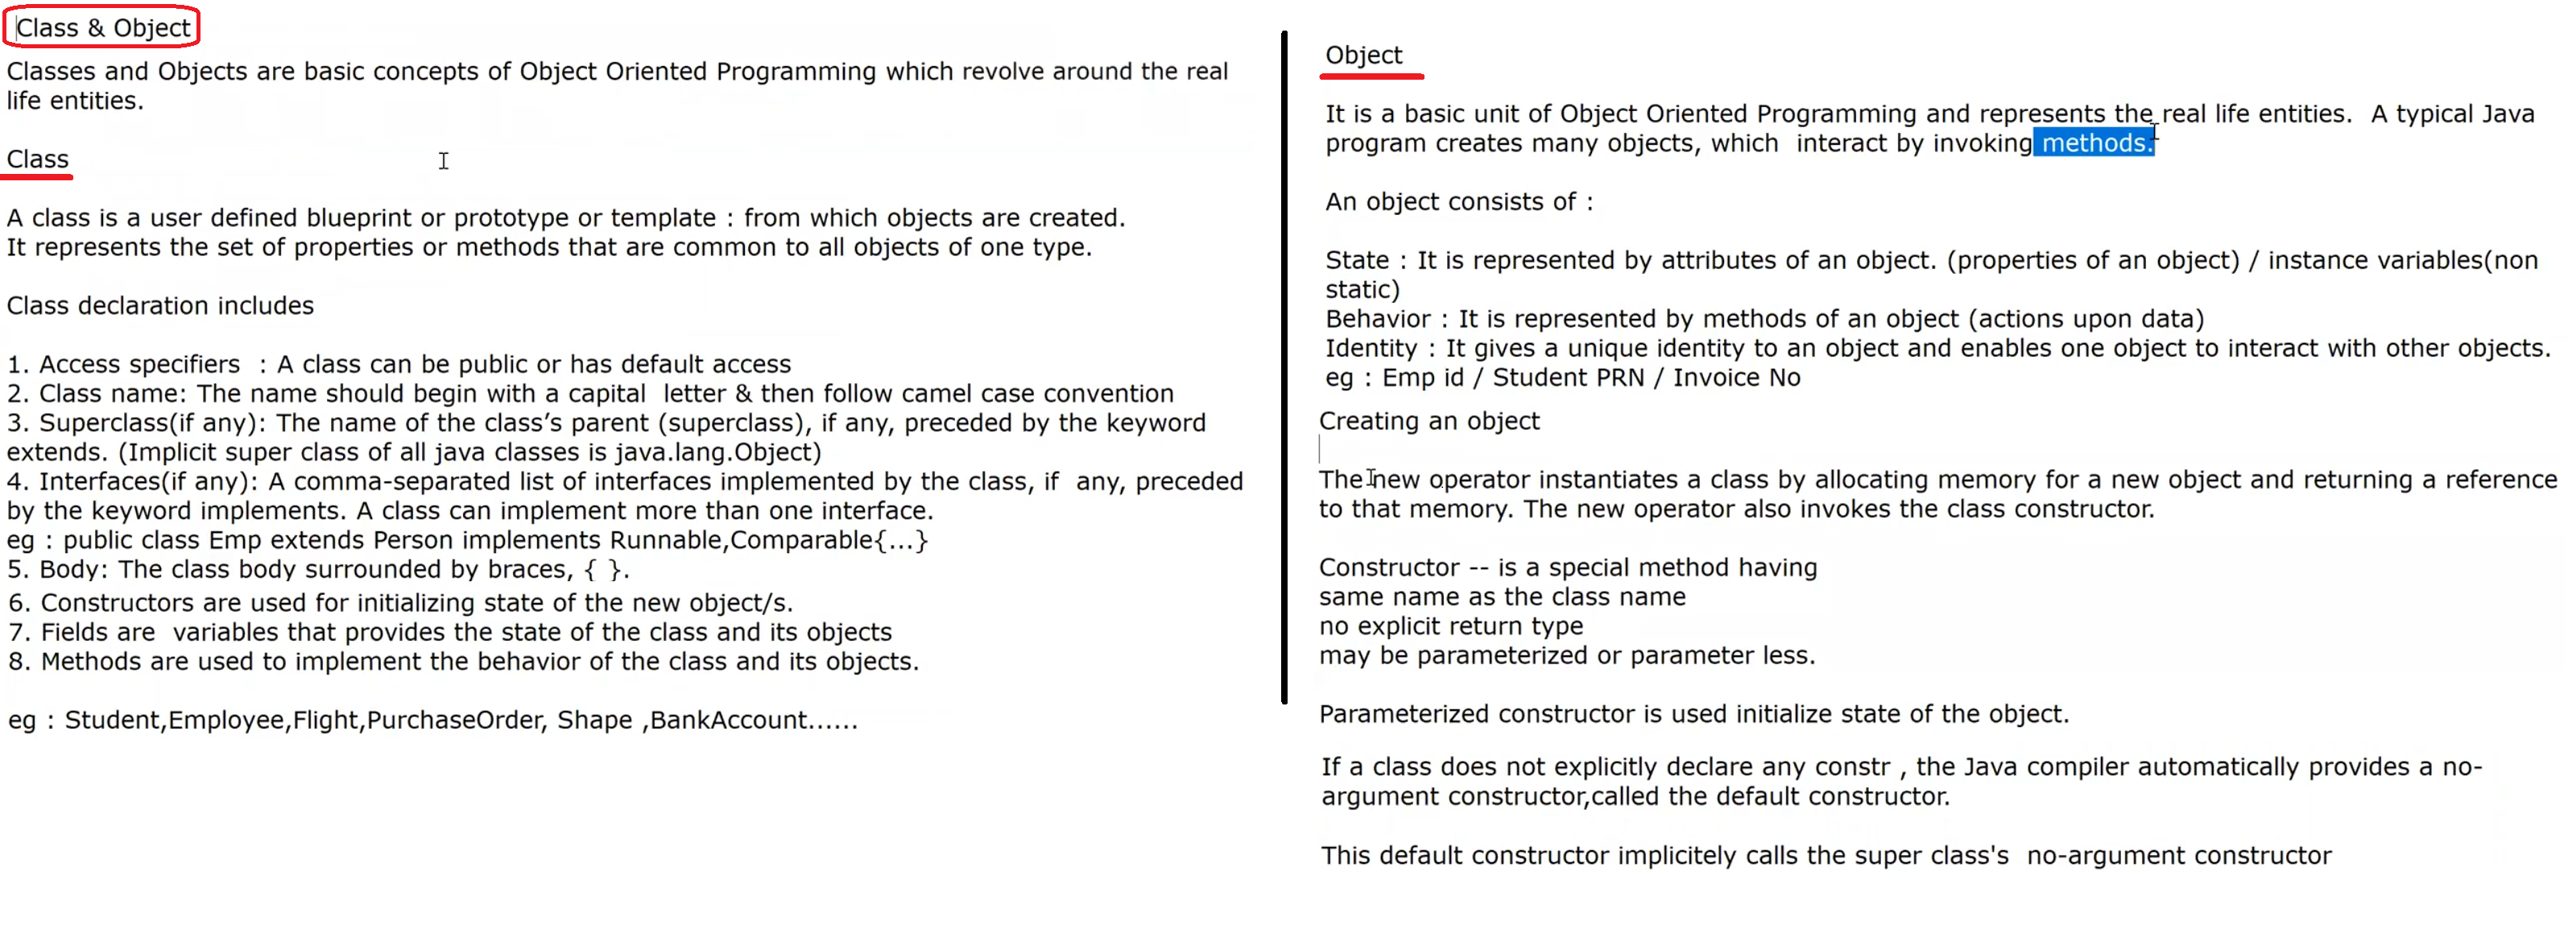 Class & Object
Classes and Objects are basic concepts of Object Oriented Programming which revolve around the real
life entities.
Class
A class is a user defined blueprint or prototype or template : from which objects are created.
It represents the set of properties or methods that are common to all objects of one type.
Class declaration includes
1. Access specifiers  : A class can be public or has default access
2. Class name: The name should begin with a capital  letter & then follow camel case convention
3. Superclass(if any): The name of the class’s parent (superclass), if any, preceded by the keyword
extends. (Implicit super class of all java classes is java.lang.Object)
4. Interfaces(if any): A comma-separated list of interfaces implemented by the class, if  any, preceded
by the keyword implements. A class can implement more than one interface.
eg : public class Emp extends Person implements Runnable,Comparable{...}
5. Body: The class body surrounded by braces, { }.
6. Constructors are used for initializing state of the new object/s.
7. Fields are  variables that provides the state of the class and its objects
8. Methods are used to implement the behavior of the class and its objects.
eg : Student,Employee,Flight,PurchaseOrder, Shape ,BankAccount......
Object
It is a basic unit of Object Oriented Programming and represents the real life entities.  A typical Java
program creates many objects, which  interact by invoking methods.
An object consists of :
State : It is represented by attributes of an object. (properties of an object) / instance variables(non
static)
Behavior : It is represented by methods of an object (actions upon data)
Identity : It gives a unique identity to an object and enables one object to interact with other objects.
eg : Emp id / Student PRN / Invoice No
Creating an object
The new operator instantiates a class by allocating memory for a new object and returning a reference
to that memory. The new operator also invokes the class constructor.
Constructor -- is a special method having
same name as the class name
no explicit return type
may be parameterized or parameter less.
Parameterized constructor is used initialize state of the object.
If a class does not explicitly declare any constr , the Java compiler automatically provides a no-
argument constructor,called the default constructor.
This default constructor implicitely calls the super class's  no-argument constructor